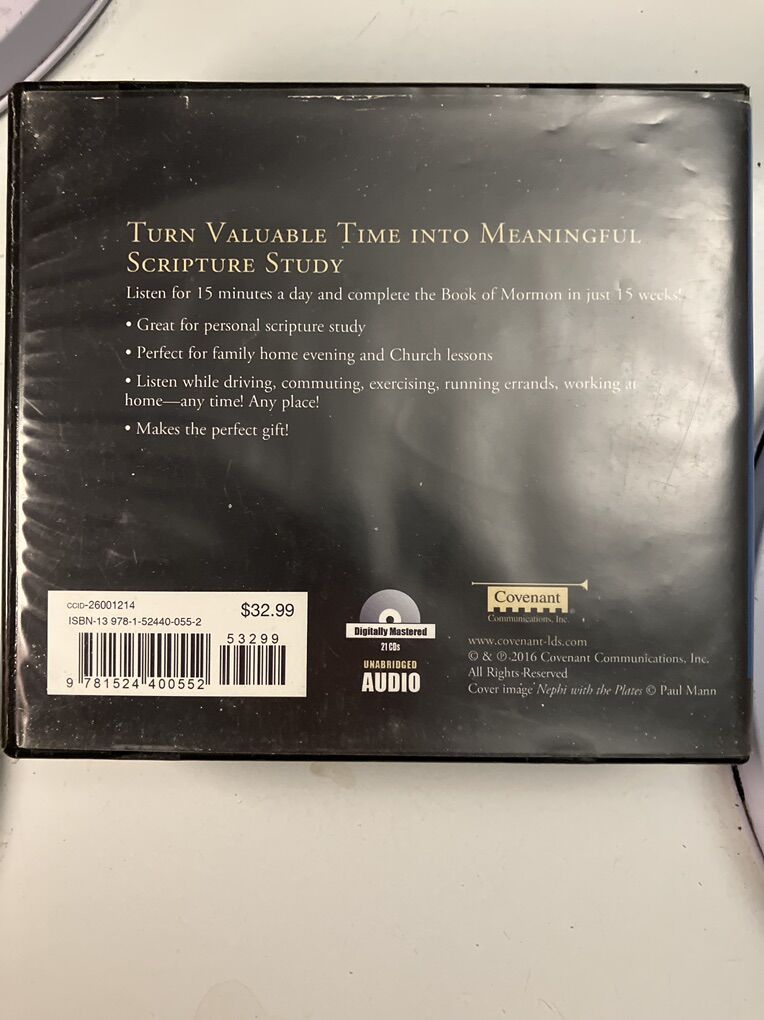 TURN VALUABLE TIME INTO MEANINGFUL
SCRIPTURE STUDY
Listen for 15 minutes a day and complete the Book of Mormon in just 15 weeks!
• Great for personal scripture study
• Perfect for family home evening and Church lessons
• Listen while driving, commuting, exercising, running errands, working at
home—any time! Any place!
• Makes the perfect gift!
CCID-26001214
$32.99
ISBN-13 978-1-52440-055-2
53299
9 781524 400552
Digitally Mastered
21 CDs
UNABRIDGED
AUDIO
Covenant
Communications, Inc.
www.covenant-lds.com
© & ℗ 2016 Covenant Communications, Inc.
All Rights Reserved
Cover image Nephi with the Plates © Paul Mann